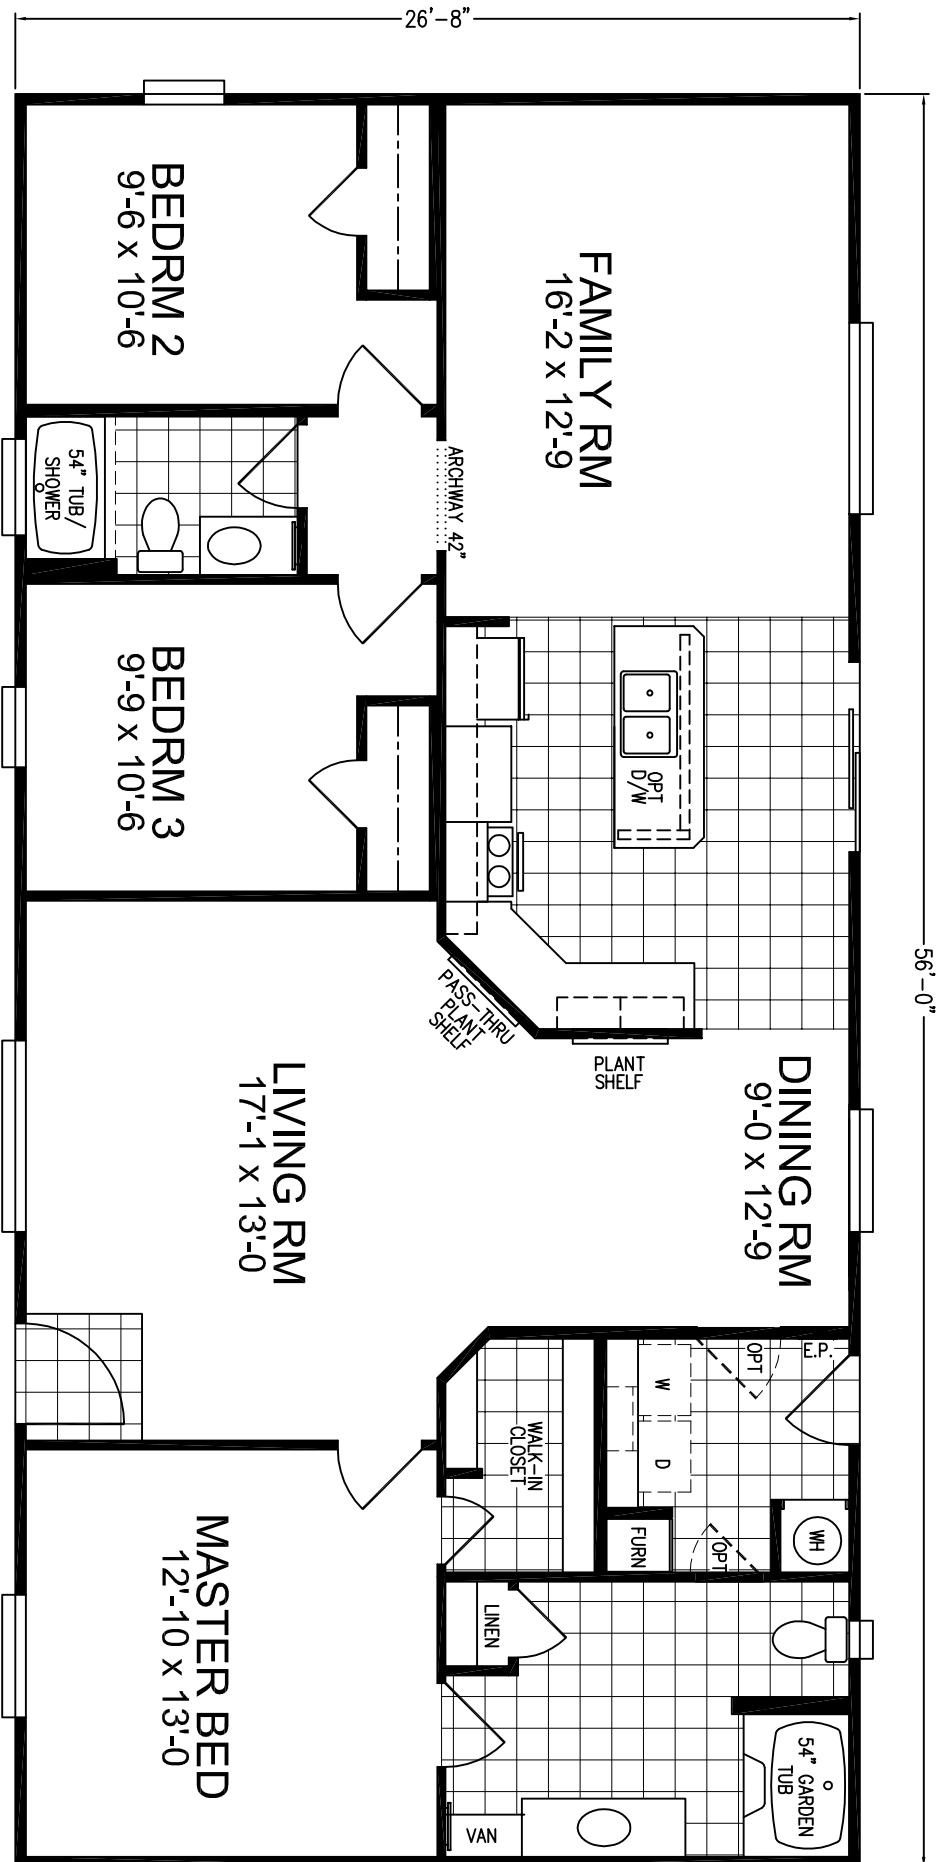 26'-8"
56'-0"
FAMILY RM
16'-2 x 12'-9
BEDRM 2
9'-6 x 10'-6
ARCHWAY 42"
54" TUB/
SHOWER
BEDRM 3
9'-9 x 10'-6
OPT
D/W
PASS-THRU
PLANT
SHELF
PLANT
SHELF
DINING RM
9'-0 x 12'-9
LIVING RM
17'-1 x 13'-0
E.P.
OPT
W
D
WALK-IN
CLOSET
WH
OPT
FURN
LINEN
MASTER BED
12'-10 x 13'-0
54" GARDEN
TUB
VAN